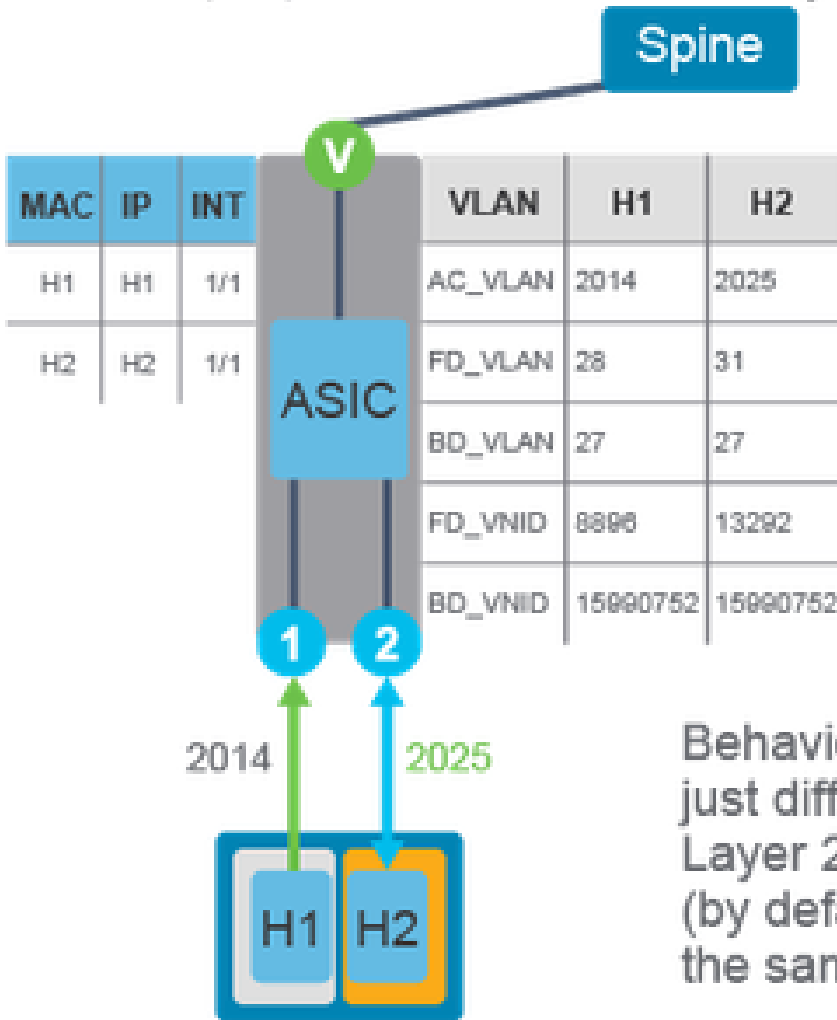 Spine
V
MAC IP INT
H1 H1 1/1
H2 H2 1/1
ASIC
VLAN H1 H2
AC_VLAN 2014 2025
FD_VLAN 28 31
BD_VLAN 27 27
FD_VNID 8896 13292
BD_VNID 15990752 15990752
1 2
2014 2025
H1 H2
Behavi
just diff
Layer 2
(by defa
the sam